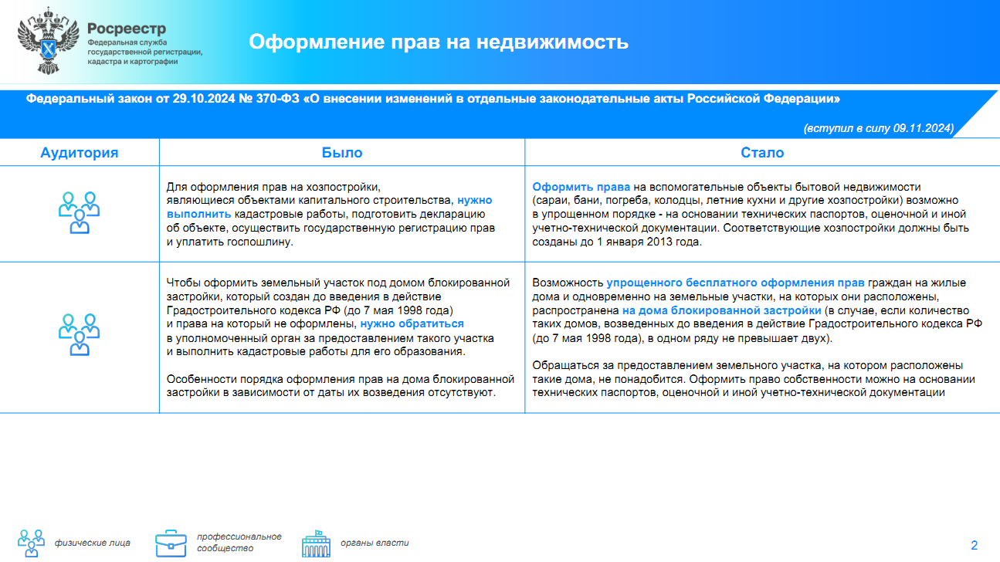 Росреестр
Федеральная служба
государственной регистрации,
кадастра и картографии
Оформление прав на недвижимость
Федеральный закон от 29.10.2024 № 370-ФЗ «О внесении изменений в отдельные законодательные акты Российской Федерации»
(вступил в силу 09.11.2024)
Аудитория
Было
Стало
Для оформления прав на хозпостройки,
являющиеся объектами капитального строительства, нужно
выполнить кадастровые работы, подготовить декларацию
об объекте, осуществить государственную регистрацию прав
и уплатить госпошлину.
Оформить права на вспомогательные объекты бытовой недвижимости
(сараи, бани, погреба, колодцы, летние кухни и другие хозпостройки) возможно
в упрощенном порядке - на основании технических паспортов, оценочной и иной
учетно-технической документации. Соответствующие хозпостройки должны быть
созданы до 1 января 2013 года.
Чтобы оформить земельный участок под домом блокированной
застройки, который создан до введения в действие
Градостроительного кодекса РФ (до 7 мая 1998 года)
и права на который не оформлены, нужно обратиться
в уполномоченный орган за предоставлением такого участка
и выполнить кадастровые работы для его образования.
Особенности порядка оформления прав на дома блокированной
застройки в зависимости от даты их возведения отсутствуют.
Возможность упрощенного бесплатного оформления прав граждан на жилые
дома и одновременно на земельные участки, на которых они расположены,
распространена на дома блокированной застройки (в случае, если количество
таких домов, возведенных до введения в действие Градостроительного кодекса РФ
(до 7 мая 1998 года), в одном ряду не превышает двух).
Обращаться за предоставлением земельного участка, на котором расположены
такие дома, не понадобится. Оформить право собственности можно на основании
технических паспортов, оценочной и иной учетно-технической документации
физические лица
профессиональное
сообщество
органы власти
2